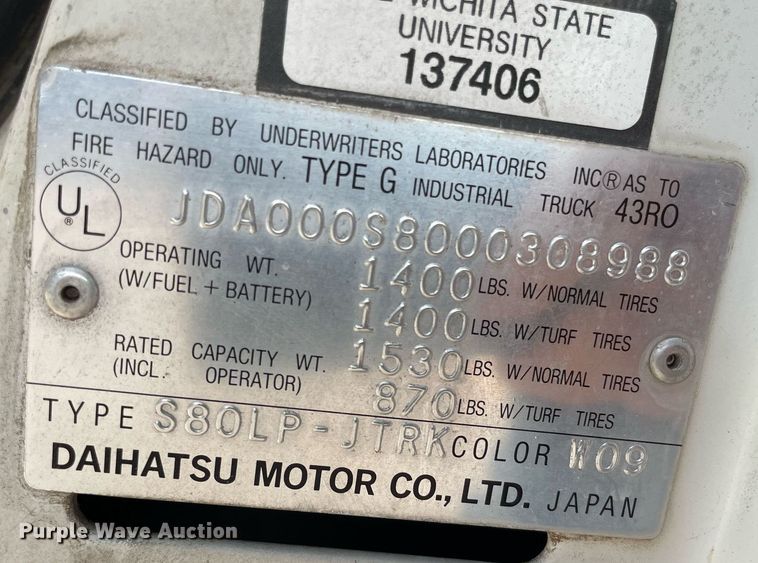 WICHITA STATE
UNIVERSITY
137406
CLASSIFIED BY UNDERWRITERS LABORATORIES INC®AS TO
FIRE HAZARD ONLY. TYPE G INDUSTRIAL TRUCK 43RO
CLASSIFIED
UL®
JDA000S8000308988
OPERATING WT. 1400 LBS. W/NORMAL TIRES
(W/FUEL + BATTERY) 1400 LBS. W/TURF TIRES
RATED CAPACITY WT. 1530 LBS. W/NORMAL TIRES
(INCL. OPERATOR) 870 LBS. W/TURF TIRES
TYPE S80LP-JTRK COLOR W09
DAIHATSU MOTOR CO., LTD. JAPAN
Purple Wave Auction